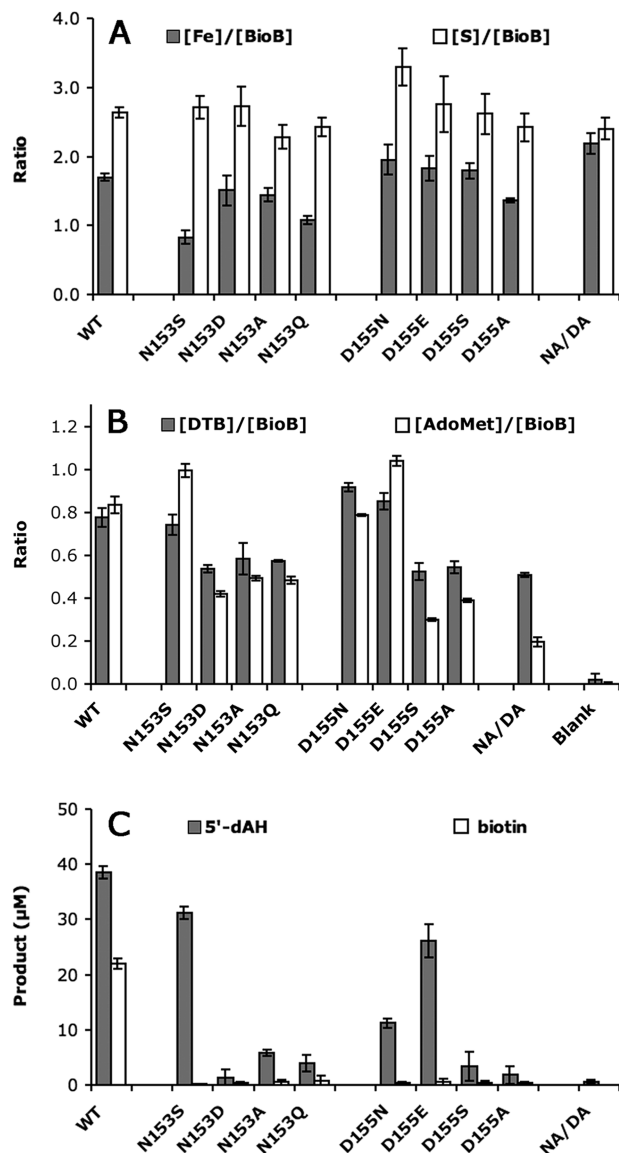 A
[Fe]/[BioB]
[S]/[BioB]
Ratio
4.0
3.0
2.0
1.0
0.0
WT
N153S
N153D
N153A
N153Q
D155N
D155E
D155S
D155A
NA/DA
B
[DTB]/[BioB]
[AdoMet]/[BioB]
Ratio
1.2
1.0
0.8
0.6
0.4
0.2
0.0
WT
N153S
N153D
N153A
N153Q
D155N
D155E
D155S
D155A
NA/DA
Blank
C
5'-dAH
biotin
Product (µM)
50
40
30
20
10
0
WT
N153S
N153D
N153A
N153Q
D155N
D155E
D155S
D155A
NA/DA